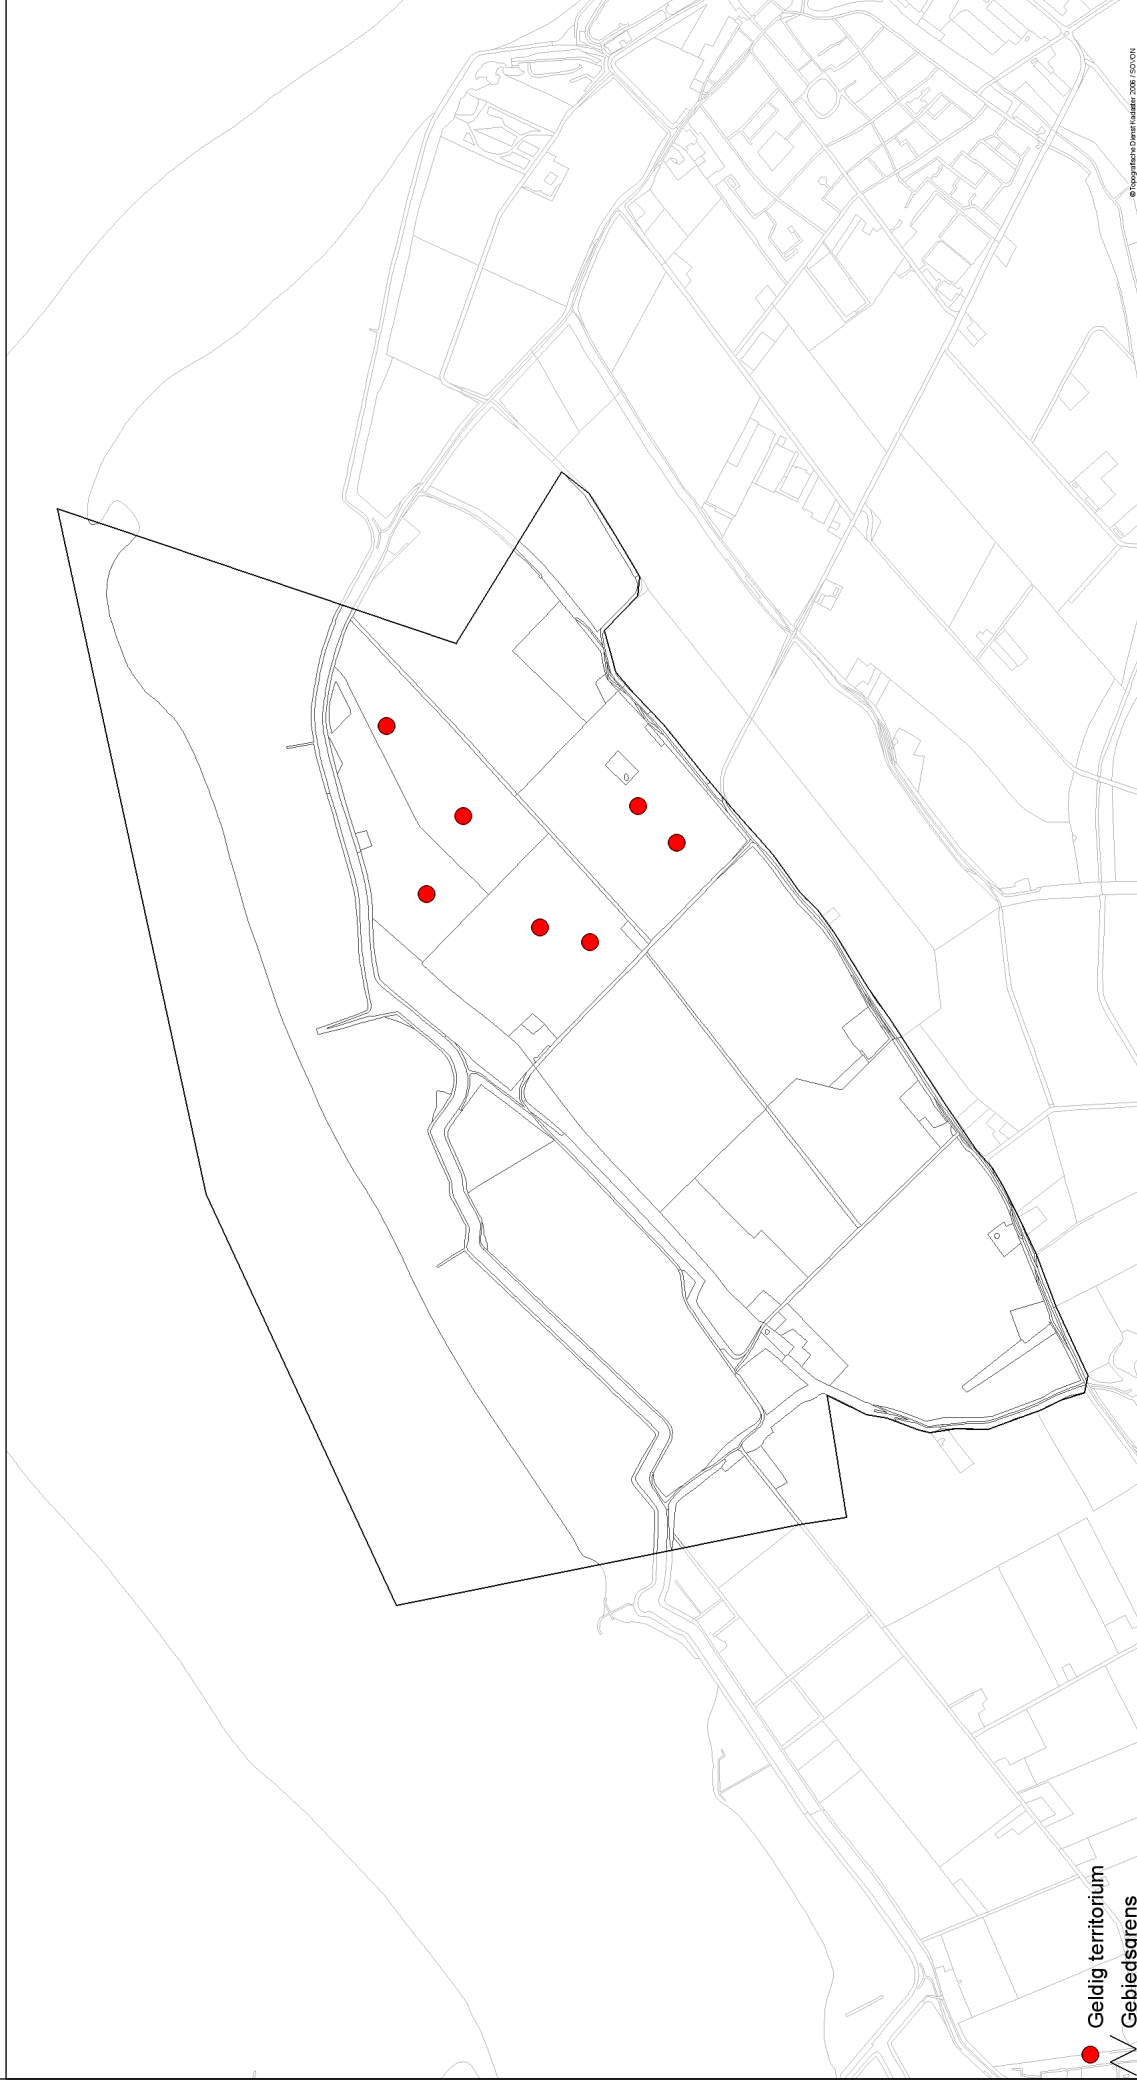 © Topografische Dienst Kadaster 2006 / SOVON
Geldig territorium
Gebiedsgrens